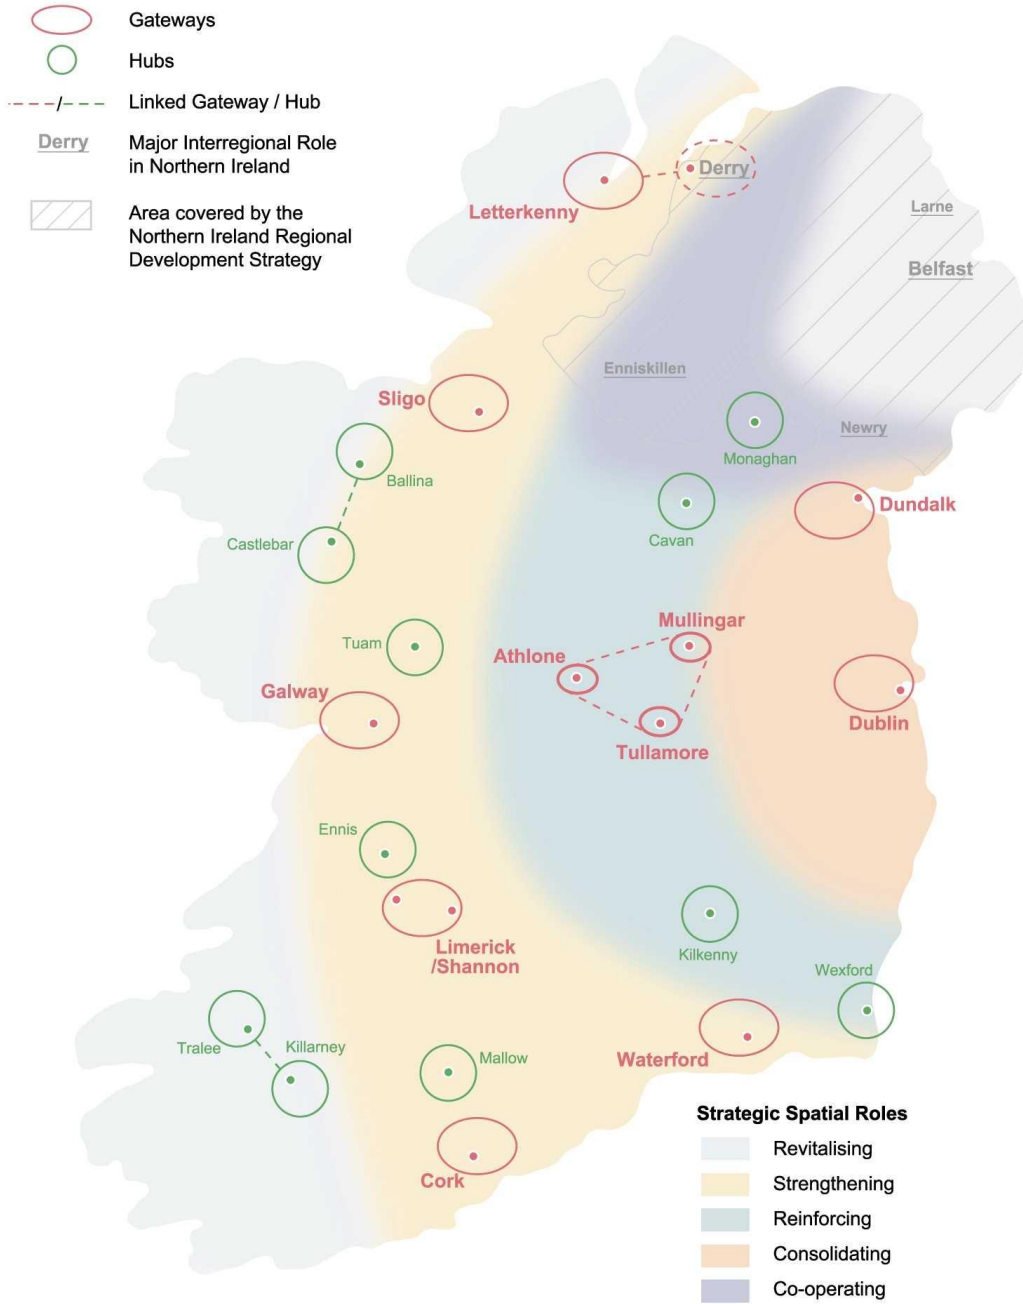 Gateways
Hubs
Linked Gateway / Hub
Derry
Major Interregional Role
in Northern Ireland
Area covered by the
Northern Ireland Regional
Development Strategy
Derry
Letterkenny
Larne
Belfast
Enniskillen
Sligo
Newry
Monaghan
Ballina
Dundalk
Cavan
Castlebar
Mullingar
Tuam
Athlone
Galway
Dublin
Tullamore
Ennis
Limerick
/Shannon
Kilkenny
Wexford
Tralee
Killarney
Mallow
Waterford
Cork
Strategic Spatial Roles
Revitalising
Strengthening
Reinforcing
Consolidating
Co-operating